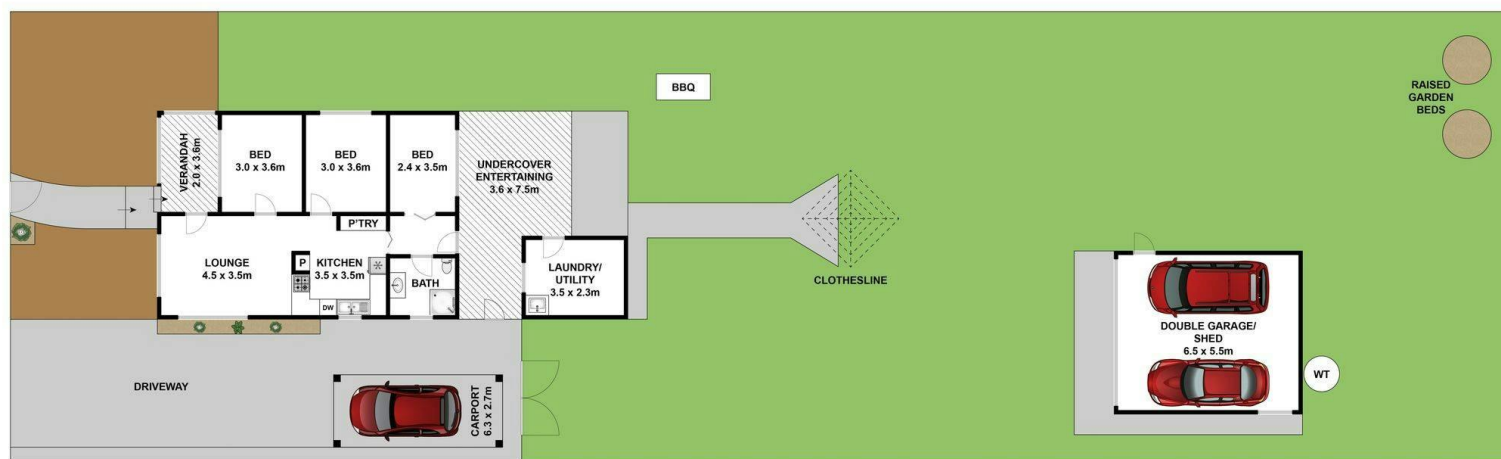 BBQ
RAISED
GARDEN
BEDS
VERANDAH
2.0 x 3.6m
BED
3.0 x 3.6m
BED
3.0 x 3.6m
BED
2.4 x 3.5m
UNDERCOVER
ENTERTAINING
3.6 x 7.5m
P'TRY
LOUNGE
4.5 x 3.5m
P
KITCHEN
3.5 x 3.5m
DW
BATH
LAUNDRY/
UTILITY
3.5 x 2.3m
CLOTHESLINE
DOUBLE GARAGE/
SHED
6.5 x 5.5m
WT
DRIVEWAY
CARPORT
6.3 x 2.7m